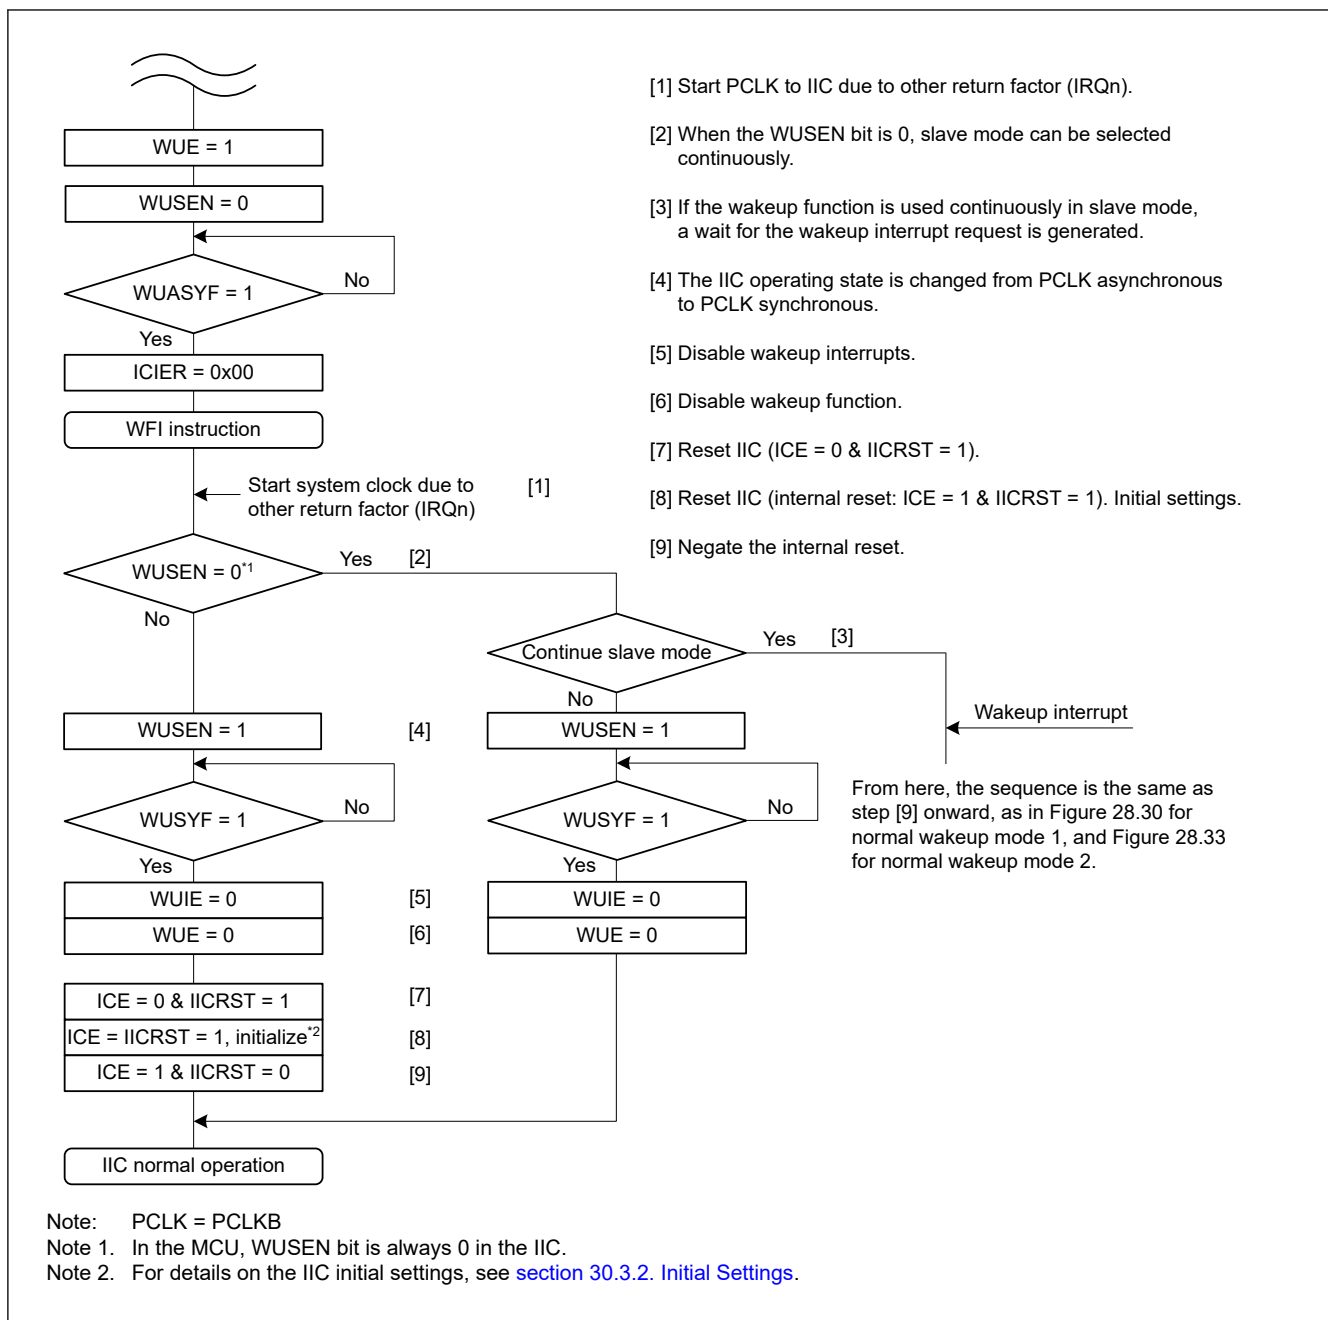 WUE = 1
WUSEN = 0
WUASYF = 1
No
Yes
ICIER = 0x00
WFI instruction
Start system clock due to
other return factor (IRQn)
[1]
WUSEN = 0*1
Yes
[2]
No
Continue slave mode
Yes
[3]
No
Wakeup interrupt
WUSEN = 1
[4]
WUSEN = 1
WUSYF = 1
No
WUSYF = 1
No
From here, the sequence is the same as
step [9] onward, as in Figure 28.30 for
normal wakeup mode 1, and Figure 28.33
for normal wakeup mode 2.
Yes
Yes
WUIE = 0
[5]
WUIE = 0
WUE = 0
[6]
WUE = 0
ICE = 0 & IICRST = 1
[7]
ICE = IICRST = 1, initialize*2
[8]
ICE = 1 & IICRST = 0
[9]
IIC normal operation
[1] Start PCLK to IIC due to other return factor (IRQn).
[2] When the WUSEN bit is 0, slave mode can be selected
continuously.
[3] If the wakeup function is used continuously in slave mode,
a wait for the wakeup interrupt request is generated.
[4] The IIC operating state is changed from PCLK asynchronous
to PCLK synchronous.
[5] Disable wakeup interrupts.
[6] Disable wakeup function.
[7] Reset IIC (ICE = 0 & IICRST = 1).
[8] Reset IIC (internal reset: ICE = 1 & IICRST = 1). Initial settings.
[9] Negate the internal reset.
Note: PCLK = PCLKB
Note 1. In the MCU, WUSEN bit is always 0 in the IIC.
Note 2. For details on the IIC initial settings, see section 30.3.2. Initial Settings.